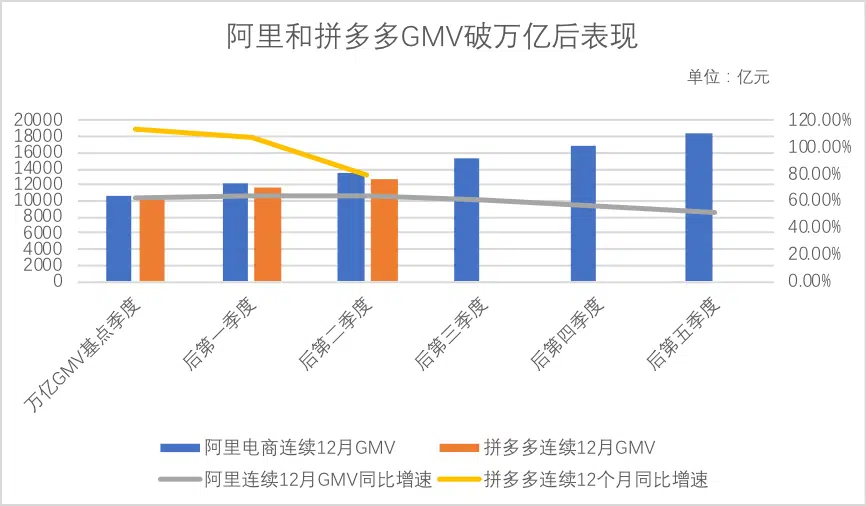 阿里和拼多多GMV破万亿后表现
单位：亿元
20000
18000
16000
14000
12000
10000
8000
6000
4000
2000
0
120.00%
100.00%
80.00%
60.00%
40.00%
20.00%
0.00%
万亿GMV基点季度
后第一季度
后第二季度
后第三季度
后第四季度
后第五季度
阿里电商连续12月GMV
拼多多连续12月GMV
阿里连续12月GMV同比增速
拼多多连续12个月同比增速